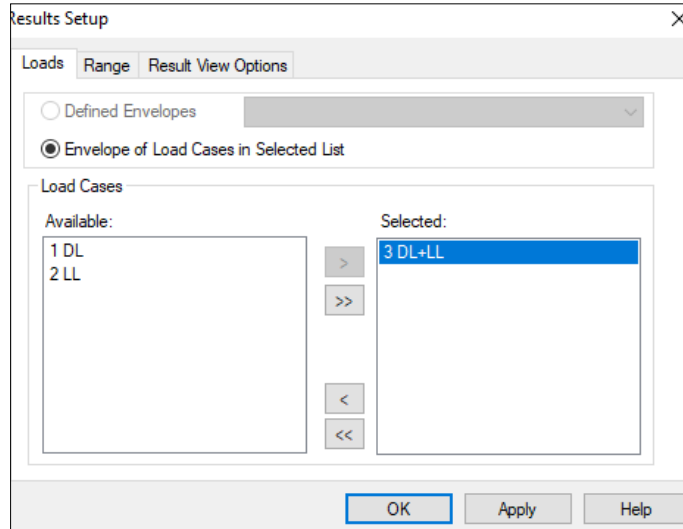 Results Setup
Loads Range Result View Options
Defined Envelopes
Envelope of Load Cases in Selected List
Load Cases
Available: Selected:
1 DL
2 LL
3 DL+LL
>
>>
<
<<
OK Apply Help